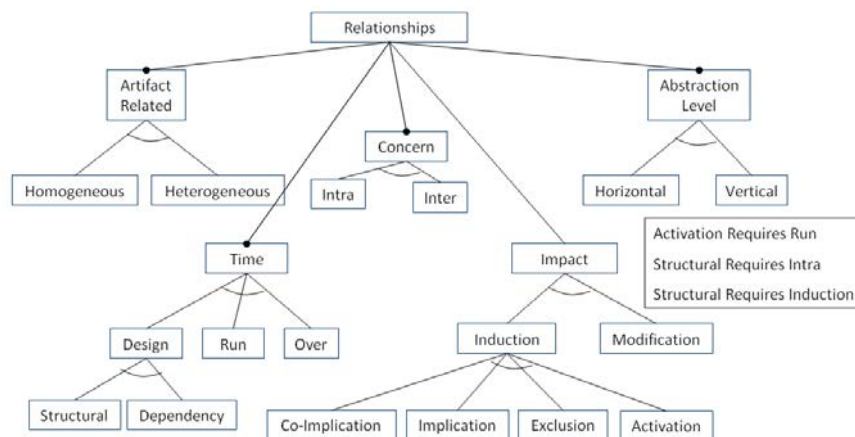 Relationships
Artifact
Related
Abstraction
Level
Concern
Homogeneous
Heterogeneous
Intra
Inter
Horizontal
Vertical
Activation Requires Run
Structural Requires Intra
Structural Requires Induction
Time
Impact
Design
Run
Over
Induction
Modification
Structural
Dependency
Co-Implication
Implication
Exclusion
Activation